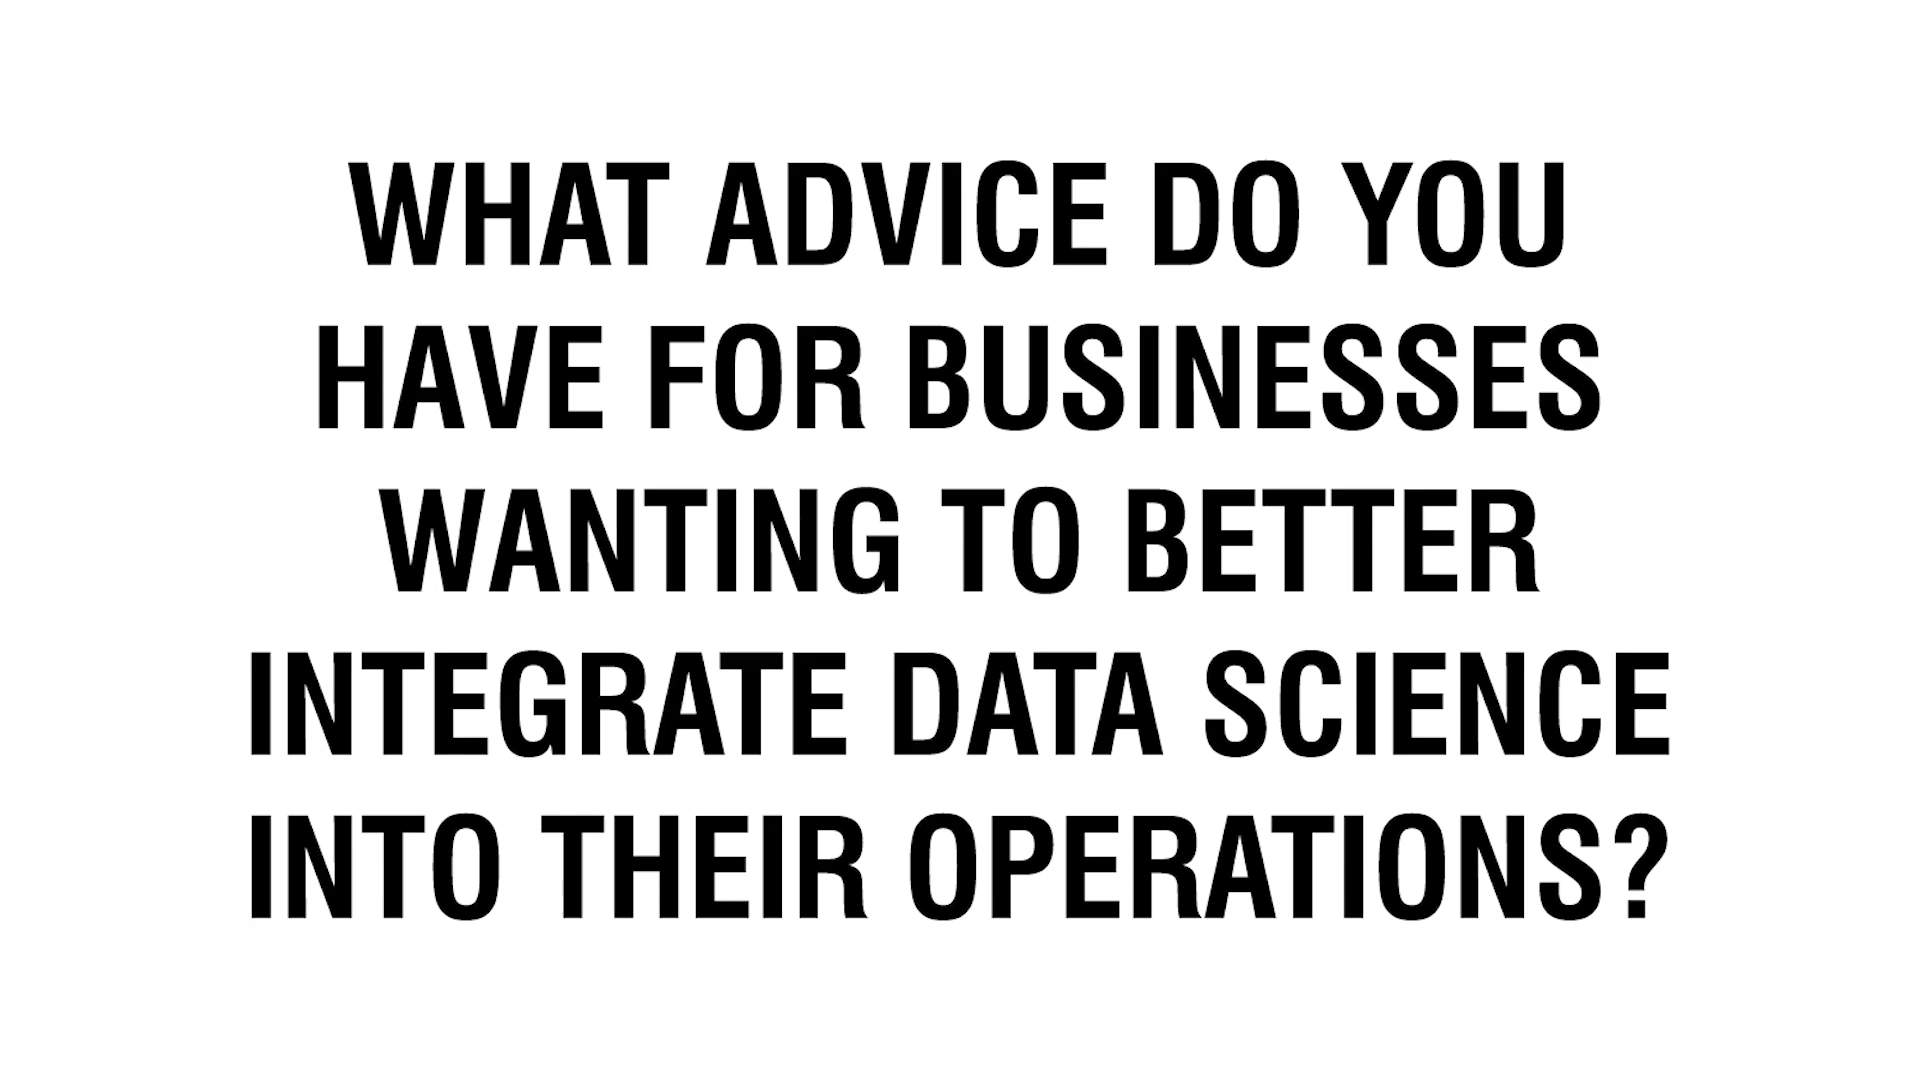 WHAT ADVICE DO YOU
HAVE FOR BUSINESSES
WANTING TO BETTER
INTEGRATE DATA SCIENCE
INTO THEIR OPERATIONS?